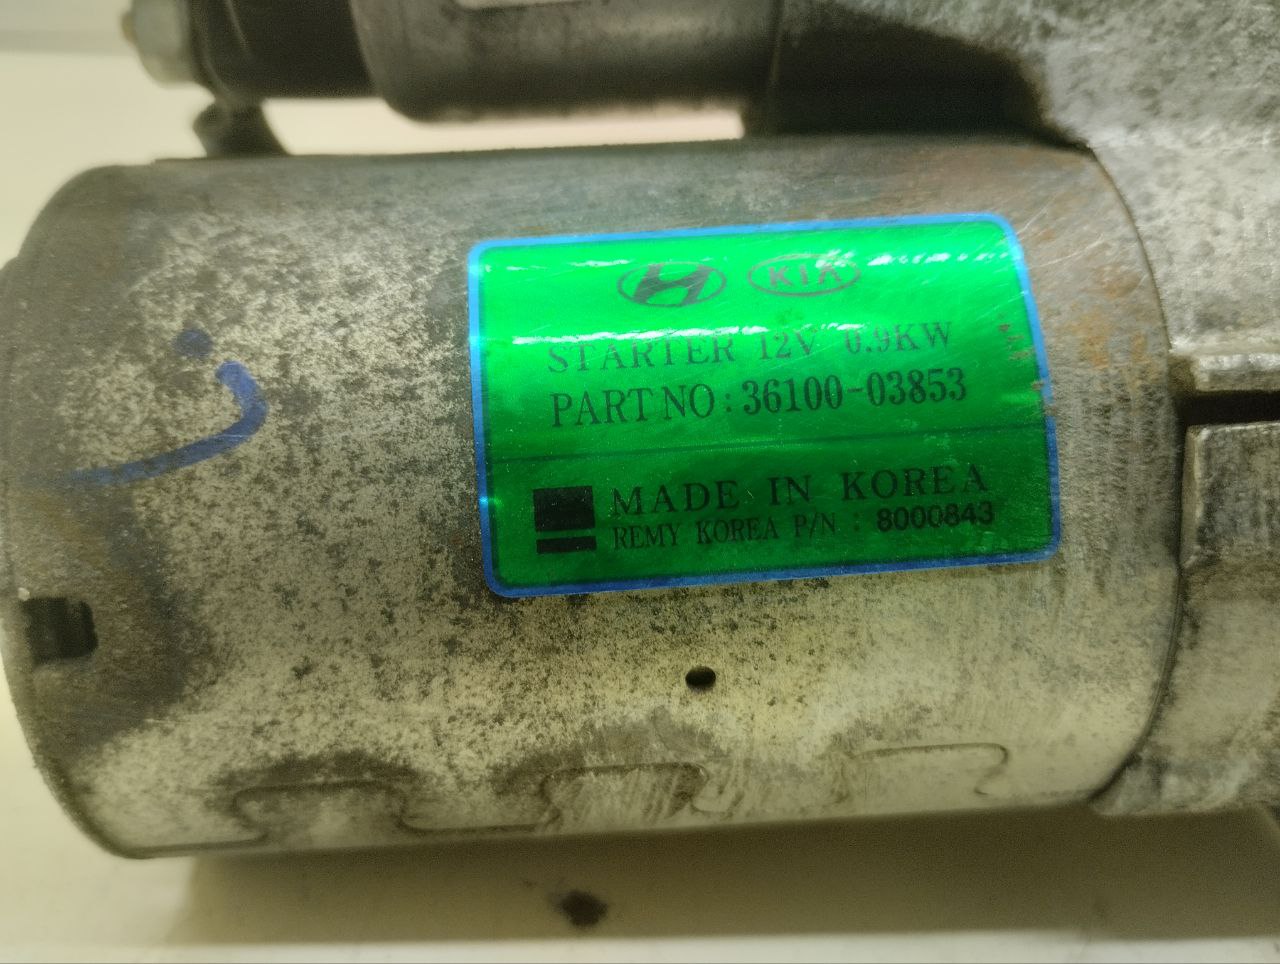 KIA
STARTER 12V 0.9KW
PART NO : 36100-03853
MADE IN KOREA
REMY KOREA P/N : 8000843